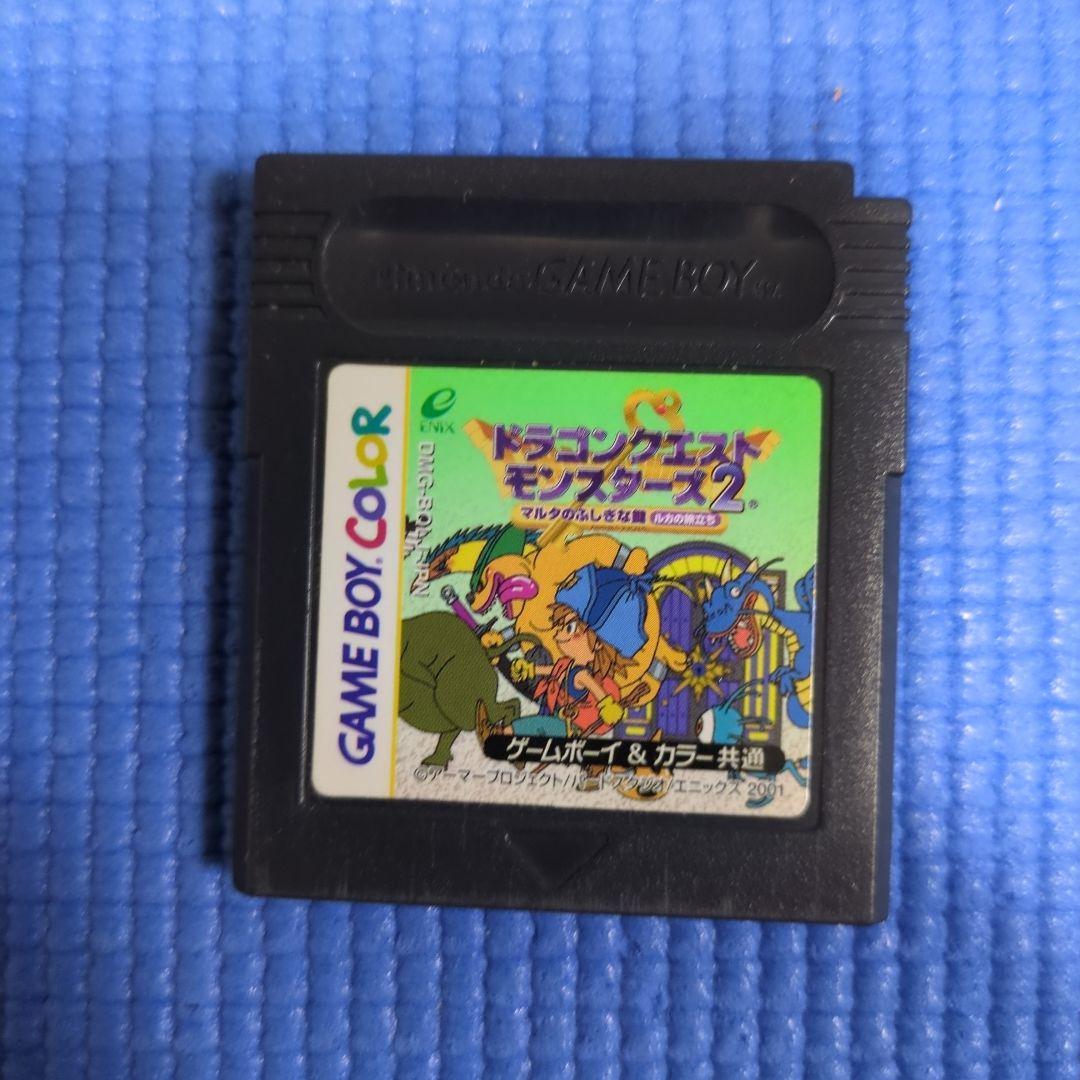 Nintendo GAME BOY TM
GAME BOY COLOR
ENIX
ドラゴンクエスト
モンスターズ2
マルタのふしぎな鍵 ルカの旅立ち
ゲームボーイ & カラー共通
©アーマープロジェクト/バードスタジオ/エニックス 2001